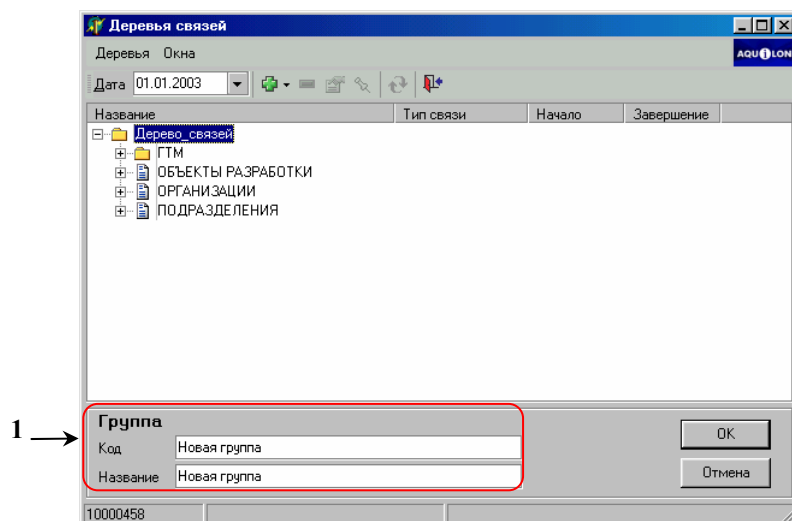 Деревья связей
Деревья Окна
AQUILON
Дата 01.01.2003
Название Тип связи Начало Завершение
Дерево_связей
ГТМ
ОБЪЕКТЫ РАЗРАБОТКИ
ОРГАНИЗАЦИИ
ПОДРАЗДЕЛЕНИЯ
1
Группа
Код Новая группа
OK
Название Новая группа
Отмена
10000458